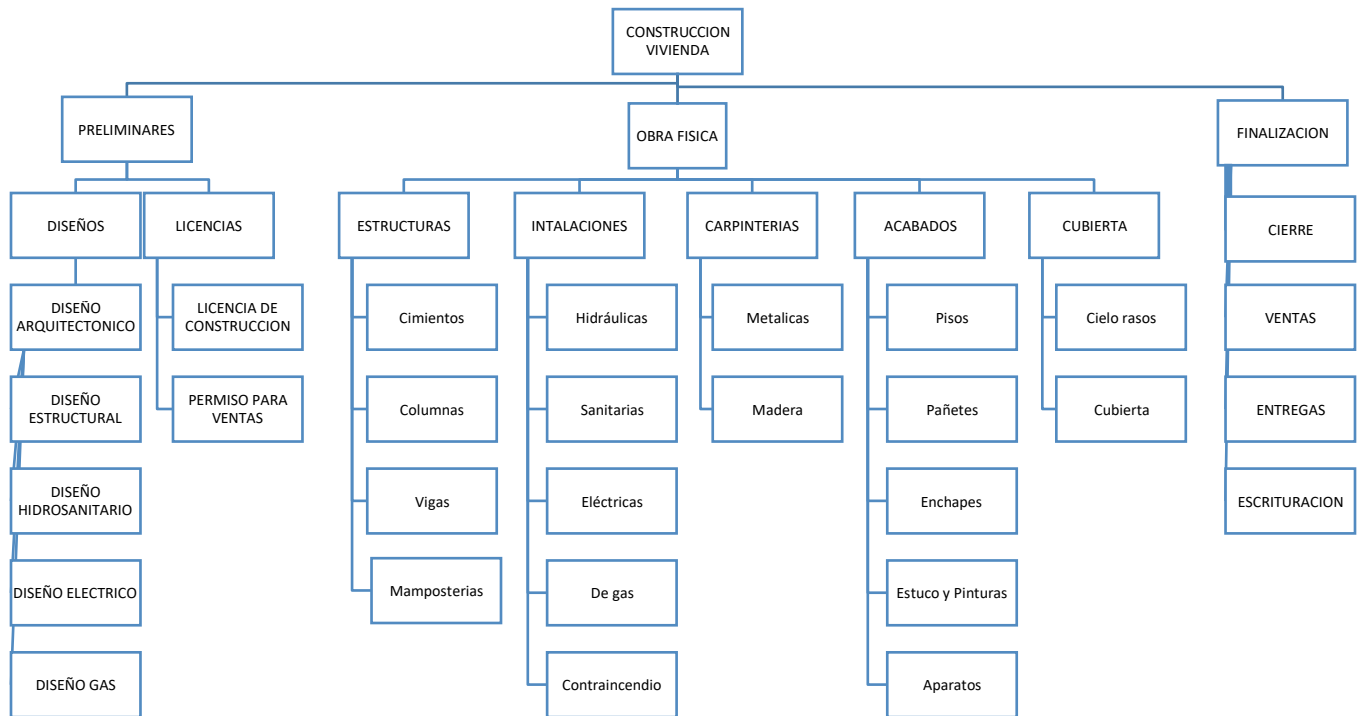 CONSTRUCCION
VIVIENDA
PRELIMINARES
OBRA FISICA
FINALIZACION
DISEÑOS
LICENCIAS
ESTRUCTURAS
INTALACIONES
CARPINTERIAS
ACABADOS
CUBIERTA
CIERRE
DISEÑO
ARQUITECTONICO
LICENCIA DE
CONSTRUCCION
Cimientos
Hidráulicas
Metalicas
Pisos
Cielo rasos
VENTAS
DISEÑO
ESTRUCTURAL
PERMISO PARA
VENTAS
Columnas
Sanitarias
Madera
Pañetes
Cubierta
ENTREGAS
DISEÑO
HIDROSANITARIO
Vigas
Eléctricas
Enchapes
ESCRITURACION
DISEÑO ELECTRICO
Mamposterias
De gas
Estuco y Pinturas
DISEÑO GAS
Contraincendio
Aparatos